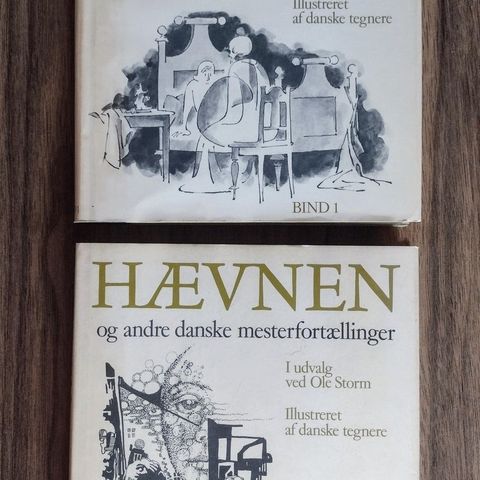 Illustreret
af danske tegnere
BIND 1
HÆVNEN
og andre danske mesterfortællinger
I udvalg
ved Ole Storm
Illustreret
af danske tegnere